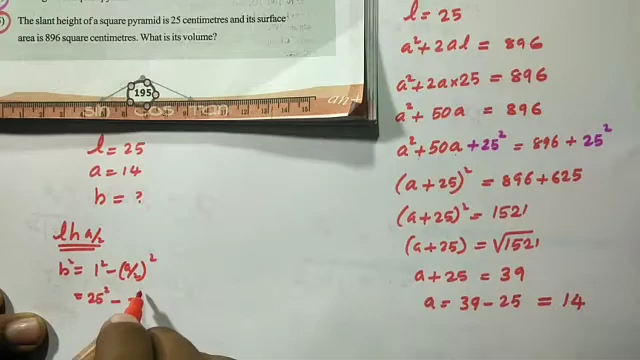 The slant height of a square pyramid is 25 centimetres and its surface
area is 896 square centimetres. What is its volume?
195
sin cos tan
l = 25
a = 14
h = ?
l h a/2
h² = l² - (a/2)²
= 25² -
l = 25
a² + 2al = 896
a² + 2a×25 = 896
a² + 50a = 896
a² + 50a + 25² = 896 + 25²
(a + 25)² = 896 + 625
(a + 25)² = 1521
(a + 25) = √1521
a + 25 = 39
a = 39 - 25 = 14